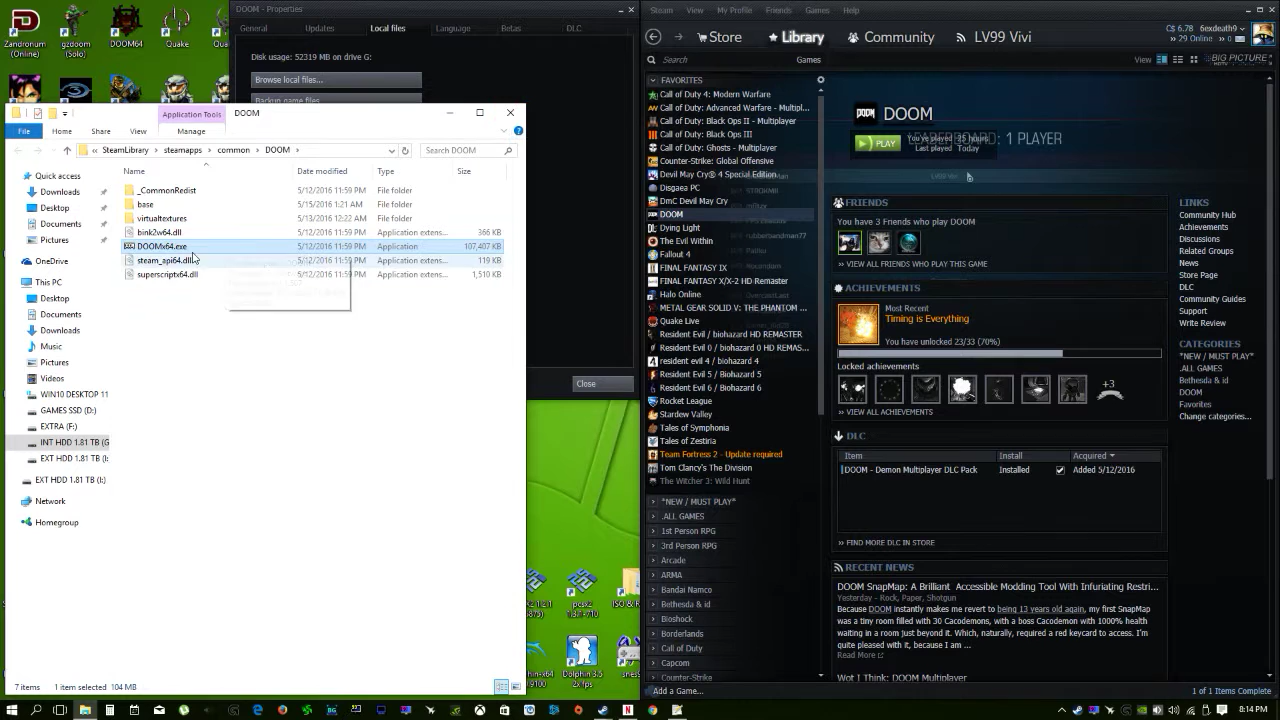 Zandronum
(Online)
gzdoom
(Solo)
DOOM64
Quake
Quake
DOOM - Properties
General
Updates
Local files
Language
Betas
DLC
Disk usage: 52319 MB on drive G:
Browse local files...
Backup game files...
Close
Application Tools
DOOM
File
Home
Share
View
Manage
SteamLibrary
steamapps
common
DOOM
Search DOOM
Name
Date modified
Type
Size
_CommonRedist
5/12/2016 11:59 PM
File folder
base
5/15/2016 1:21 AM
File folder
virtualtextures
5/13/2016 12:22 AM
File folder
bink2w64.dll
5/12/2016 11:59 PM
Application extens...
366 KB
DOOMx64.exe
5/12/2016 11:59 PM
Application
107,407 KB
steam_api64.dll
5/12/2016 11:59 PM
Application extens...
119 KB
superscriptx64.dll
5/12/2016 11:59 PM
Application extens...
1,510 KB
Quick access
Downloads
Desktop
Documents
Pictures
OneDrive
This PC
Desktop
Documents
Downloads
Music
Pictures
Videos
WIN10 DESKTOP 11
GAMES SSD (D:)
EXTRA (F:)
INT HDD 1.81 TB (G
EXT HDD 1.81 TB (I:
EXT HDD 1.81 TB (I:)
Network
Homegroup
7 items
1 item selected 104 MB
Steam
View
My Profile
Friends
Games
Help
C$ 6.78
6exdeath9
29 Online
0
Store
Library
Community
LV99 Vivi
Search
Games
View
BIG PICTURE
FAVORITES
Call of Duty 4: Modern Warfare
Call of Duty: Advanced Warfare - Multipl...
Call of Duty: Black Ops II - Multiplayer
Call of Duty: Black Ops III
Call of Duty: Ghosts - Multiplayer
Counter-Strike: Global Offensive
Devil May Cry® 4 Special Edition
Disgaea PC
DmC Devil May Cry
DOOM
Dying Light
The Evil Within
Fallout 4
FINAL FANTASY IX
FINAL FANTASY X/X-2 HD Remaster
Halo Online
METAL GEAR SOLID V: THE PHANTOM ...
Quake Live
Resident Evil / biohazard HD REMASTER
Resident Evil 0 / biohazard 0 HD REMAS...
resident evil 4 / biohazard 4
Resident Evil 5 / Biohazard 5
Resident Evil 6 / Biohazard 6
Rocket League
Stardew Valley
Tales of Symphonia
Tales of Zestiria
Team Fortress 2 - Update required
Tom Clancy's The Division
The Witcher 3: Wild Hunt
*NEW / MUST PLAY*
.ALL GAMES
1st Person RPG
3rd Person RPG
Arcade
ARMA
Bandai Namco
Bethesda & id
Bioshock
Borderlands
Call of Duty
Capcom
Counter-Strike
Add a Game...
DOOM
PLAY
LEADERBOARD: 1 PLAYER
Last played Today
LV99 Vivi
FRIENDS
You have 3 Friends who play DOOM
VIEW ALL FRIENDS WHO PLAY THIS GAME
ACHIEVEMENTS
Most Recent
Timing is Everything
You have unlocked 23/33 (70%)
Locked achievements
+3
VIEW ALL ACHIEVEMENTS
DLC
Item
Install
Acquired
DOOM - Demon Multiplayer DLC Pack
Installed
Added 5/12/2016
FIND MORE DLC IN STORE
RECENT NEWS
DOOM SnapMap: A Brilliant Accessible Modding Tool With Infuriating Restri...
Yesterday - Rock, Paper, Shotgun
Because DOOM instantly makes me revert to being 13 years old again, my first SnapMap
was a tiny room filled with 30 Cacodemons, with a boss Cacodemon with 1000% health
waiting in a room just beyond it. Which, naturally, required a red keycard to access. I'm
quite pleased with it, because I am ...
Read More
Wot I Think: DOOM Multiplayer
LINKS
Community Hub
Achievements
Discussions
Related Groups
News
Store Page
DLC
Community Guides
Support
Write Review
CATEGORIES
*NEW / MUST PLAY*
.ALL GAMES
Bethesda & id
DOOM
Favorites
Change categories...
1 of 1 Items Complete
pcsx2
Dolphin 3.5
8:14 PM